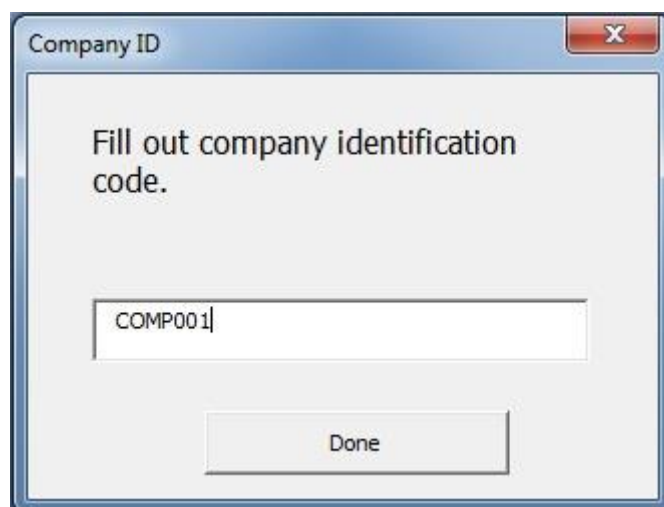 Company ID
Fill out company identification
code.
COMP001
Done